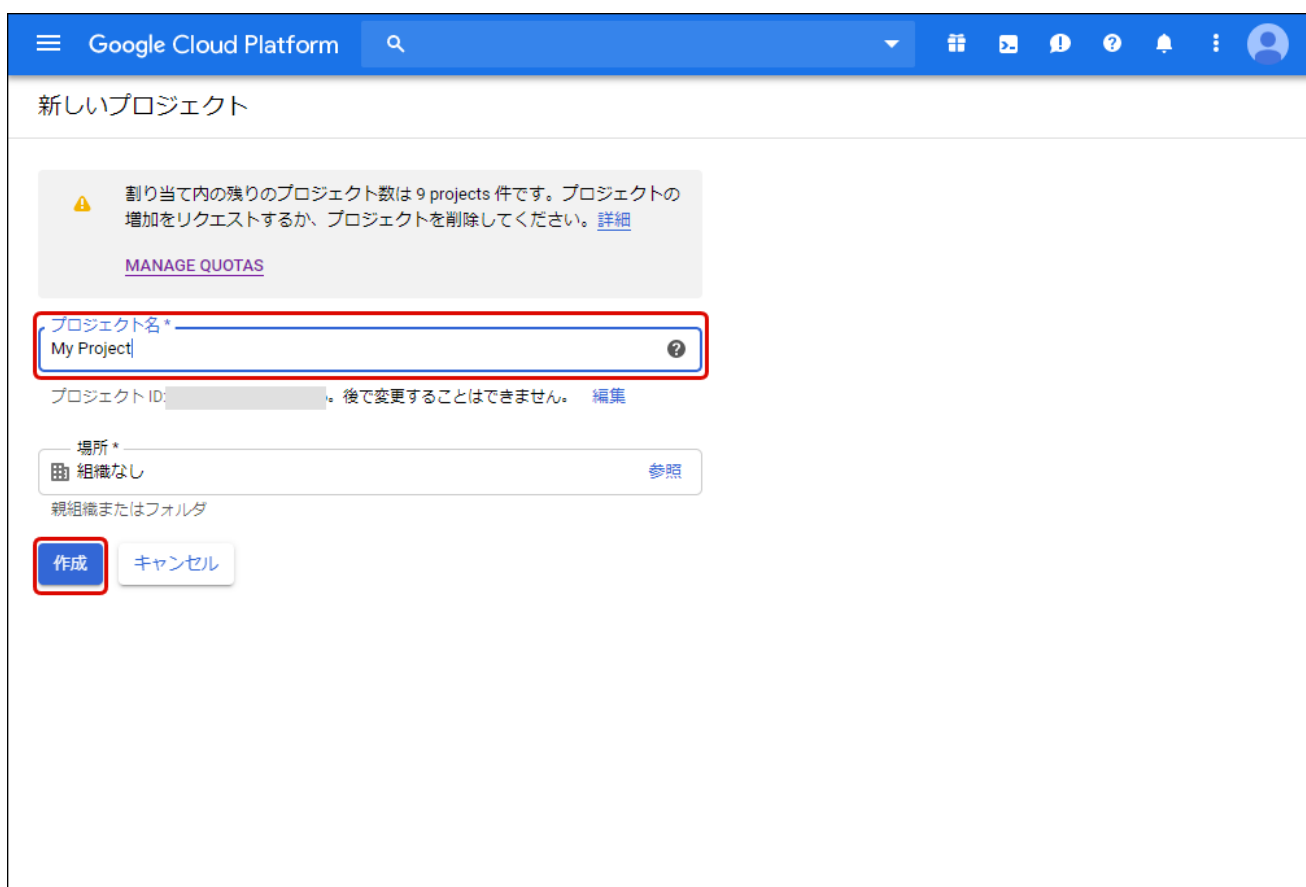 Google Cloud Platform
新しいプロジェクト
割り当て内の残りのプロジェクト数は 9 projects 件です。プロジェクトの
増加をリクエストするか、プロジェクトを削除してください。詳細
MANAGE QUOTAS
プロジェクト名 *
My Project
プロジェクト ID: 。後で変更することはできません。 編集
場所 *
組織なし 参照
親組織またはフォルダ
作成 キャンセル